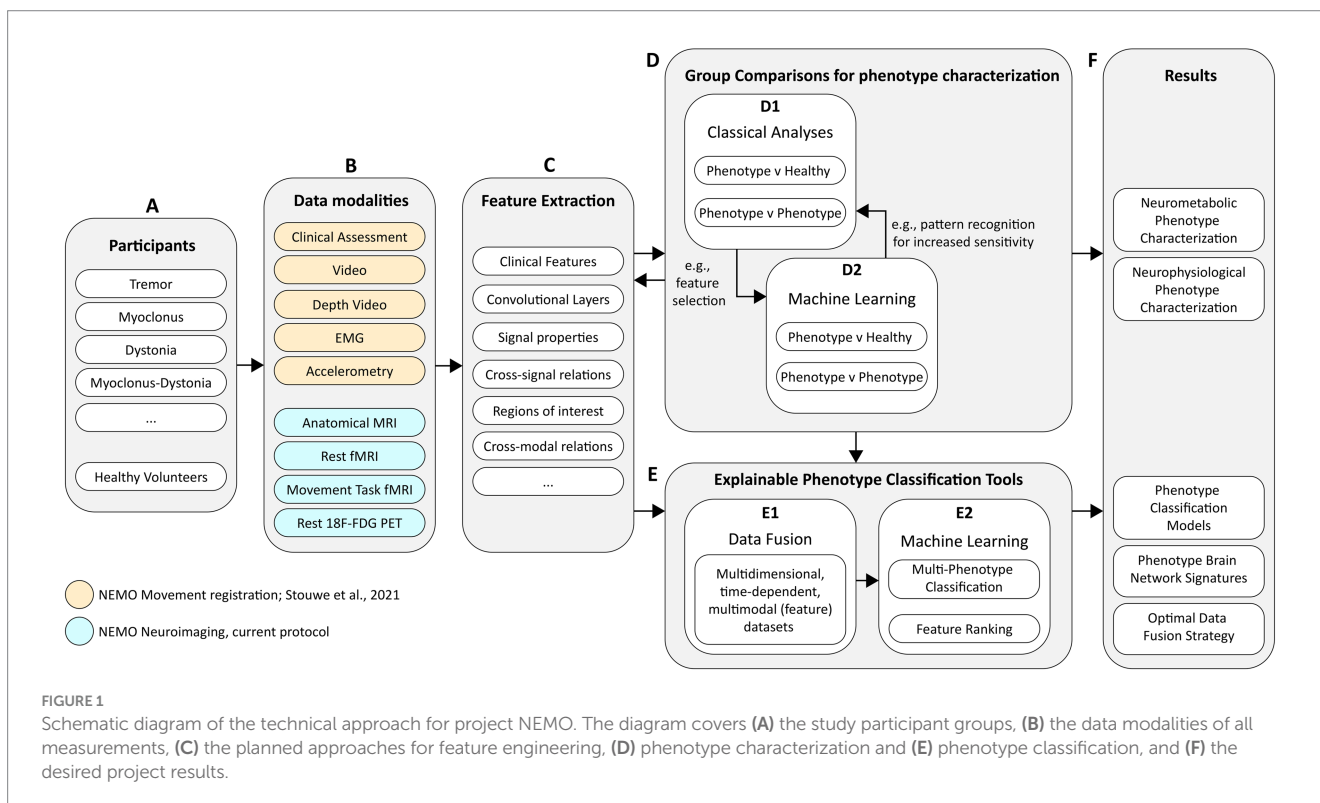 A
Participants
Tremor
Myoclonus
Dystonia
Myoclonus-Dystonia
...
Healthy Volunteers
B
Data modalities
Clinical Assessment
Video
Depth Video
EMG
Accelerometry
Anatomical MRI
Rest fMRI
Movement Task fMRI
Rest 18F-FDG PET
NEMO Movement registration; Stouwe et al., 2021
NEMO Neuroimaging, current protocol
C
Feature Extraction
Clinical Features
Convolutional Layers
Signal properties
Cross-signal relations
Regions of interest
Cross-modal relations
...
D
Group Comparisons for phenotype characterization
D1
Classical Analyses
Phenotype v Healthy
Phenotype v Phenotype
e.g., pattern recognition
for increased sensitivity
e.g.,
feature
selection
D2
Machine Learning
Phenotype v Healthy
Phenotype v Phenotype
E
Explainable Phenotype Classification Tools
E1
Data Fusion
Multidimensional,
time-dependent,
multimodal (feature)
datasets
E2
Machine Learning
Multi-Phenotype
Classification
Feature Ranking
F
Results
Neurometabolic
Phenotype
Characterization
Neurophysiological
Phenotype
Characterization
Phenotype
Classification
Models
Phenotype Brain
Network Signatures
Optimal Data
Fusion Strategy
FIGURE 1
Schematic diagram of the technical approach for project NEMO. The diagram covers (A) the study participant groups, (B) the data modalities of all
measurements, (C) the planned approaches for feature engineering, (D) phenotype characterization and (E) phenotype classification, and (F) the
desired project results.